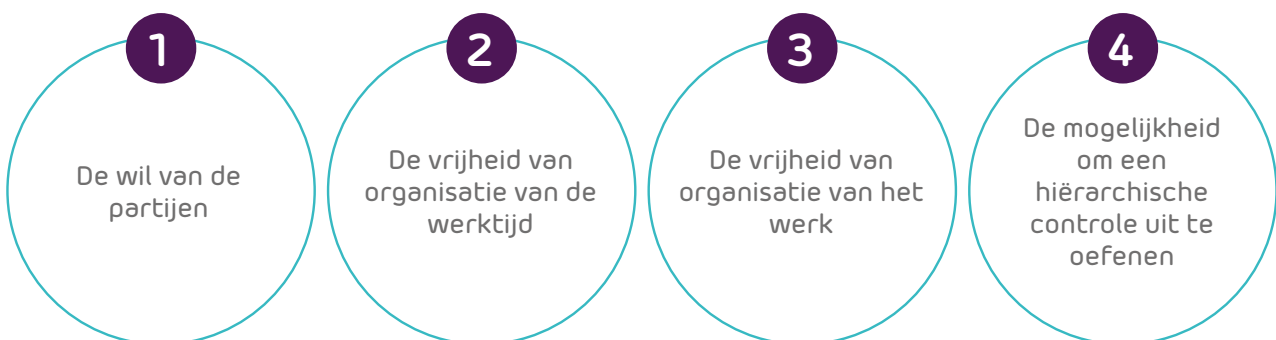 1
De wil van de
partijen
2
De vrijheid van
organisatie van de
werktijd
3
De vrijheid van
organisatie van het
werk
4
De mogelijkheid
om een
hiërarchische
controle uit te
oefenen